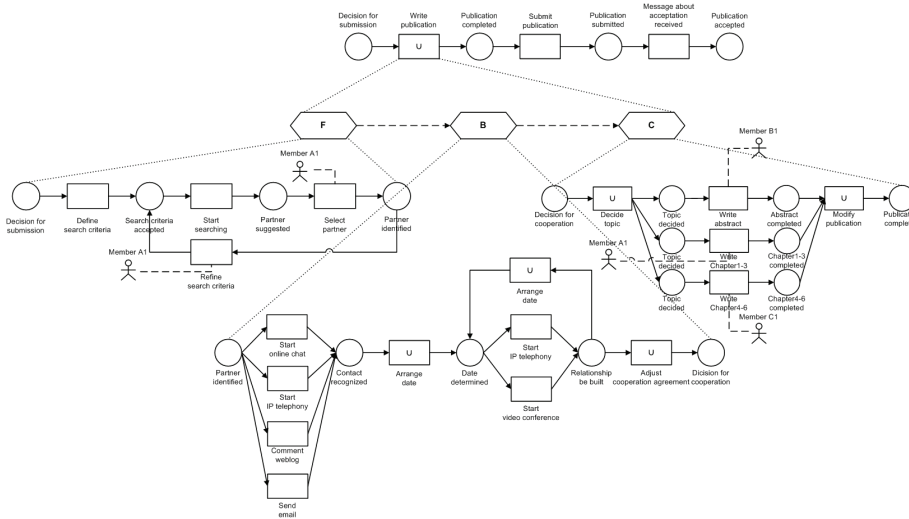 Decision for
submission
Write
publication
Publication
completed
Submit
publication
Publication
submitted
Message about
acceptation
received
Publication
accepted
U
F
B
C
Member B1
Member A1
Decision for
submission
Define
search criteria
Search criteria
accepted
Start
searching
Partner
suggested
Select
partner
Partner
identified
Member A1
Refine
search criteria
Decision for
cooperation
U
Decide
topic
Topic
decided
Write
abstract
Abstract
completed
U
Modify
publication
Publicat
complet
Member A1
Topic
decided
Write
Chapter1-3
Chapter1-3
completed
Topic
decided
Write
Chapter4-6
Chapter4-6
completed
Member C1
U
Arrange
date
Partner
identified
Start
online chat
Start
IP telephony
Comment
weblog
Send
email
Contact
recognized
U
Arrange
date
Date
determined
Start
IP telephony
Start
video conference
Relationship
be built
U
Adjust
cooperation agreement
Dicision for
cooperation